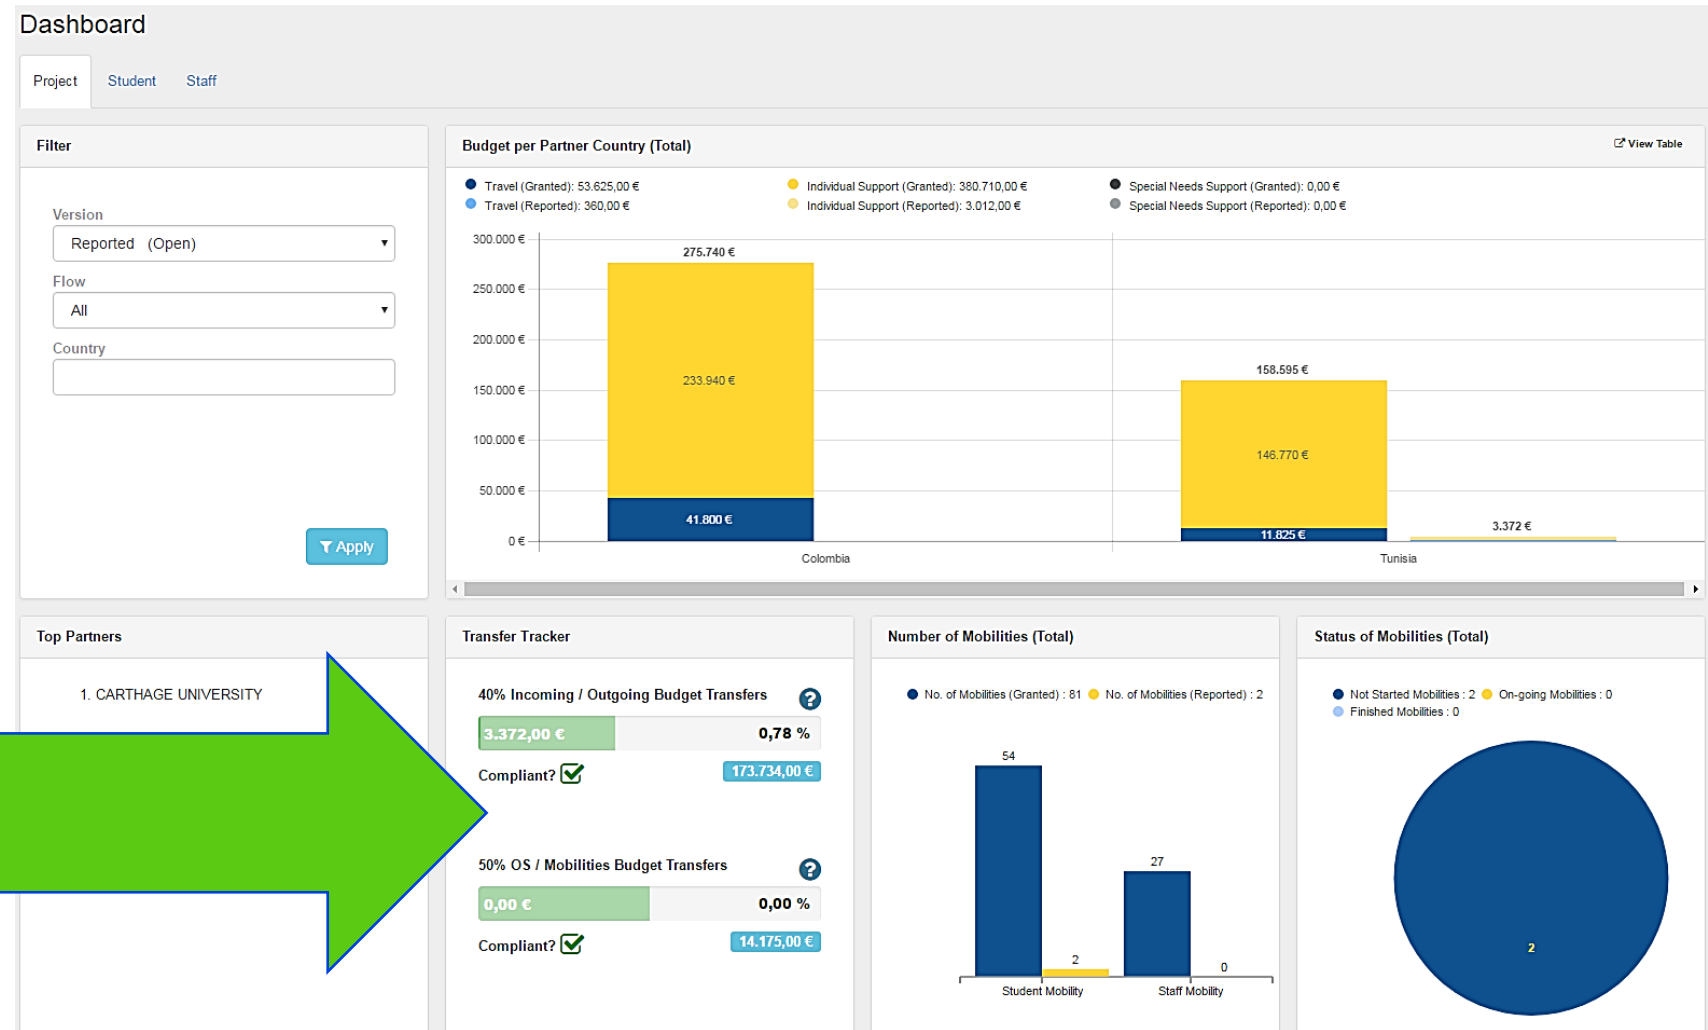 Dashboard
Project Student Staff
Filter
Version
Reported (Open)
Flow
All
Country
Apply
Budget per Partner Country (Total)
View Table
Travel (Granted): 53.625,00 € Individual Support (Granted): 380.710,00 € Special Needs Support (Granted): 0,00 €
Travel (Reported): 360,00 € Individual Support (Reported): 3.012,00 € Special Needs Support (Reported): 0,00 €
300.000 €
250.000 €
200.000 €
150.000 €
100.000 €
50.000 €
0 €
275.740 €
233.940 €
41.800 €
158.595 €
146.770 €
11.825 €
3.372 €
Colombia Tunisia
Top Partners
1. CARTHAGE UNIVERSITY
Transfer Tracker
40% Incoming / Outgoing Budget Transfers ?
3.372,00 € 0,78 %
Compliant? 173.734,00 €
50% OS / Mobilities Budget Transfers ?
0,00 € 0,00 %
Compliant? 14.175,00 €
Number of Mobilities (Total)
No. of Mobilities (Granted) : 81 No. of Mobilities (Reported) : 2
54
2
27
0
Student Mobility Staff Mobility
Status of Mobilities (Total)
Not Started Mobilities : 2 On-going Mobilities : 0
Finished Mobilities : 0
2